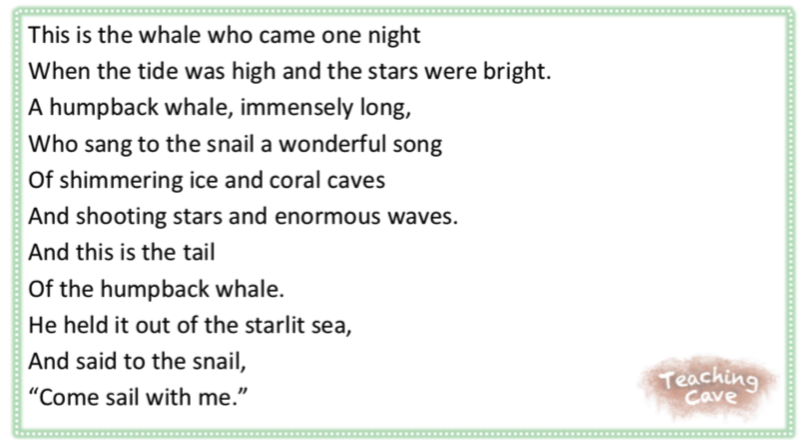 This is the whale who came one night
When the tide was high and the stars were bright.
A humpback whale, immensely long,
Who sang to the snail a wonderful song
Of shimmering ice and coral caves
And shooting stars and enormous waves.
And this is the tail
Of the humpback whale.
He held it out of the starlit sea,
And said to the snail,
“Come sail with me.”
Teaching
Cave